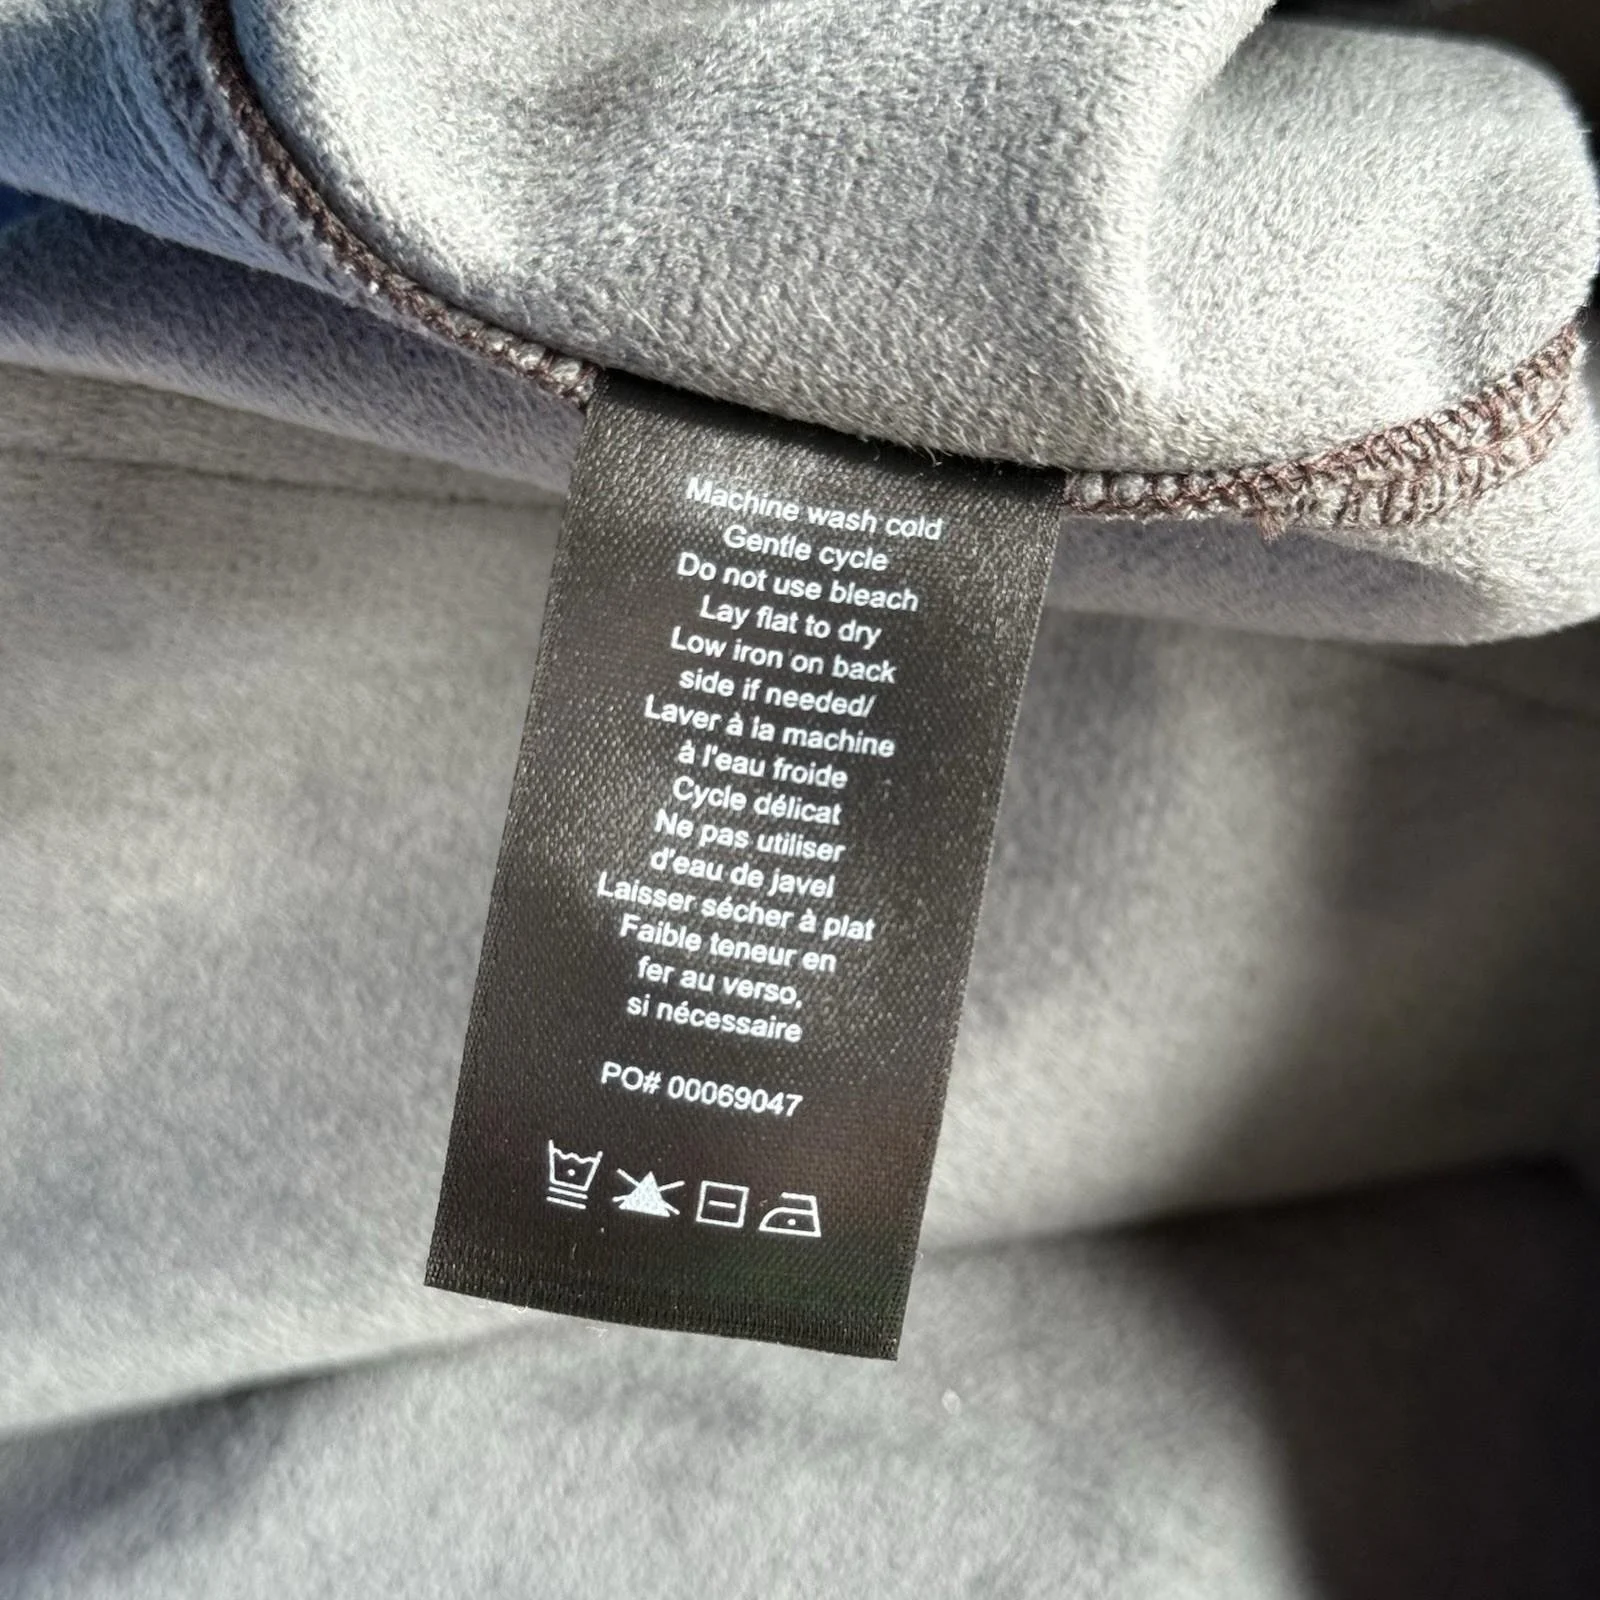 Machine wash cold
Gentle cycle
Do not use bleach
Lay flat to dry
Low iron on back
side if needed/
Laver à la machine
à l'eau froide
Cycle délicat
Ne pas utiliser
d'eau de javel
Laisser sécher à plat
Faible teneur en
fer au verso,
si nécessaire
PO# 00069047